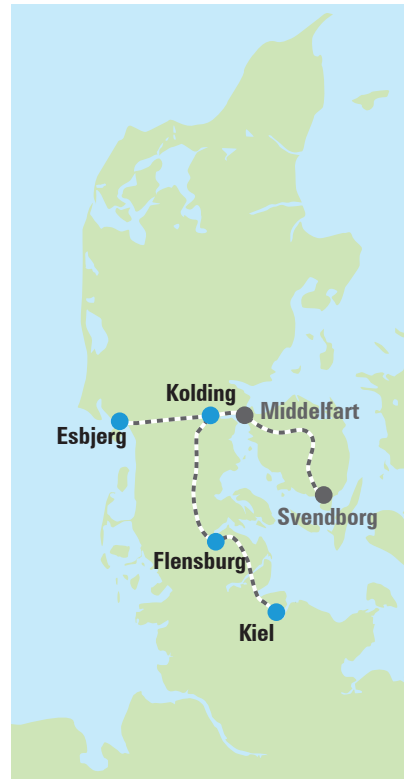 Kolding
Middelfart
Esbjerg
Svendborg
Flensburg
Kiel